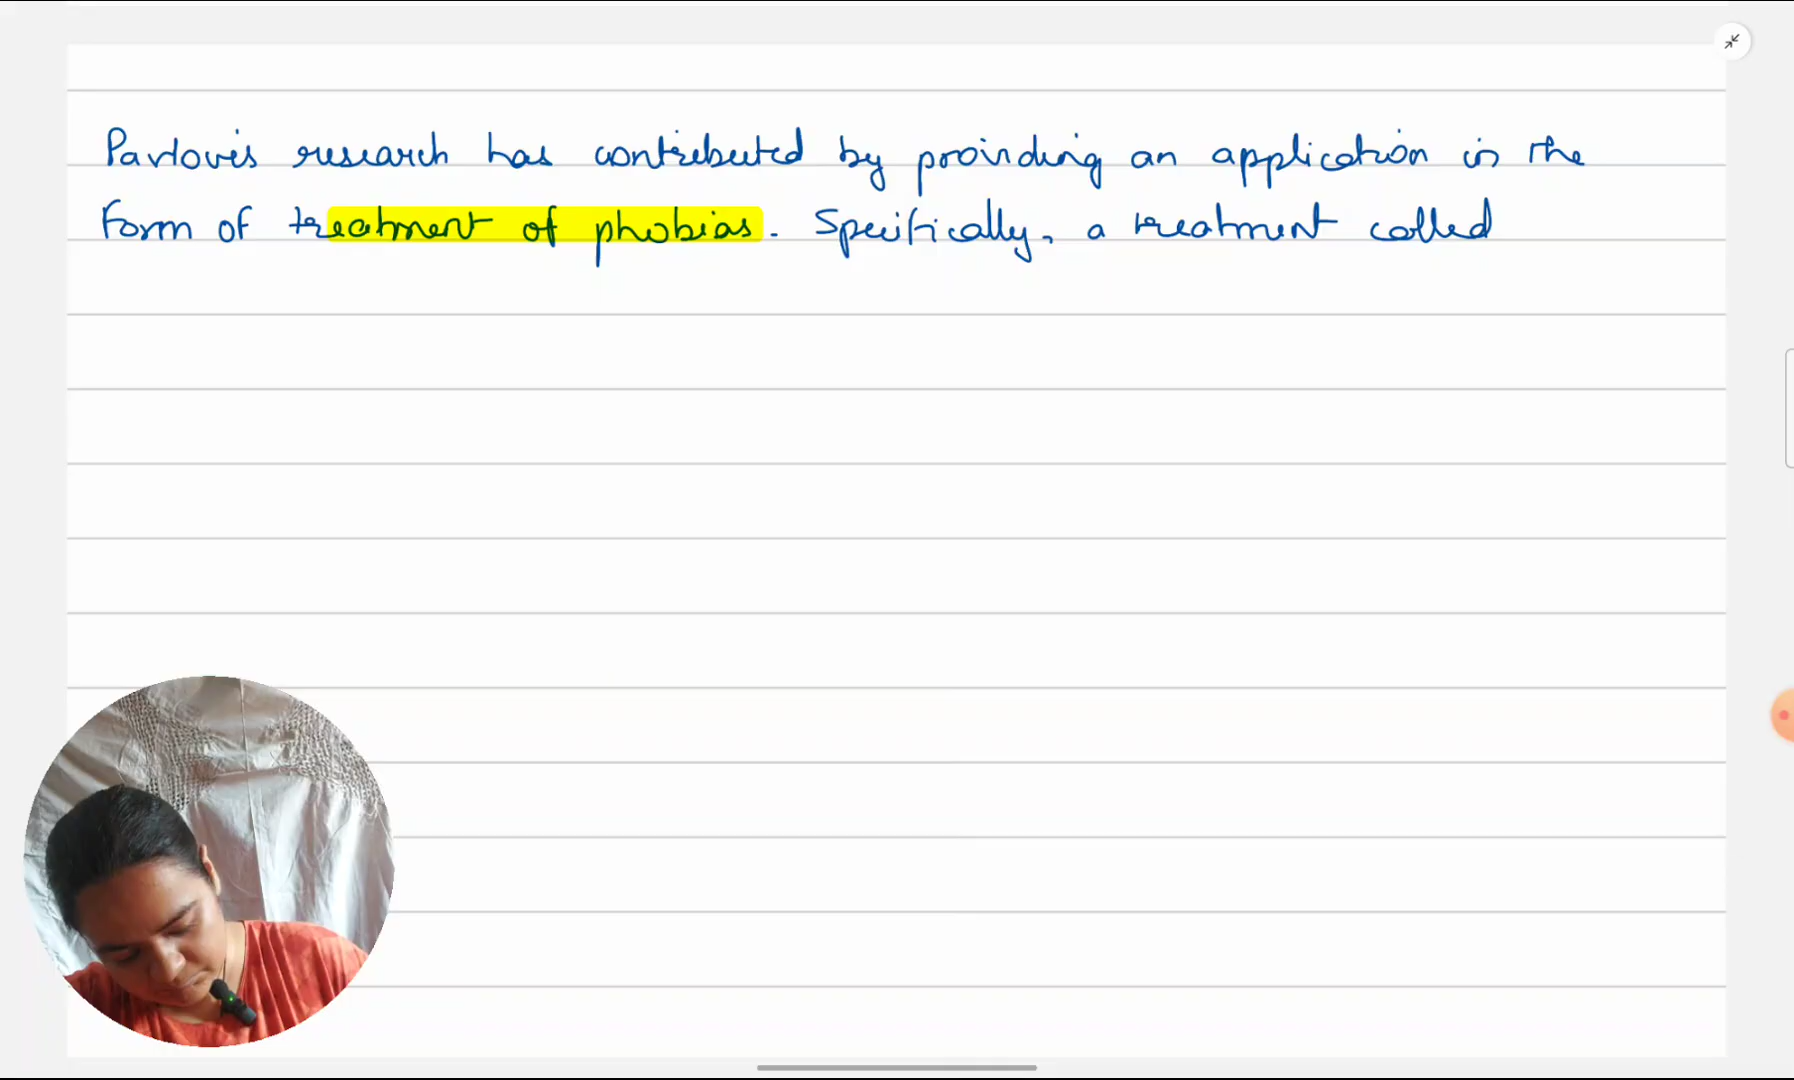 Pavlov's research has contributed by providing an application in the
form of treatment of phobias. Specifically, a treatment called